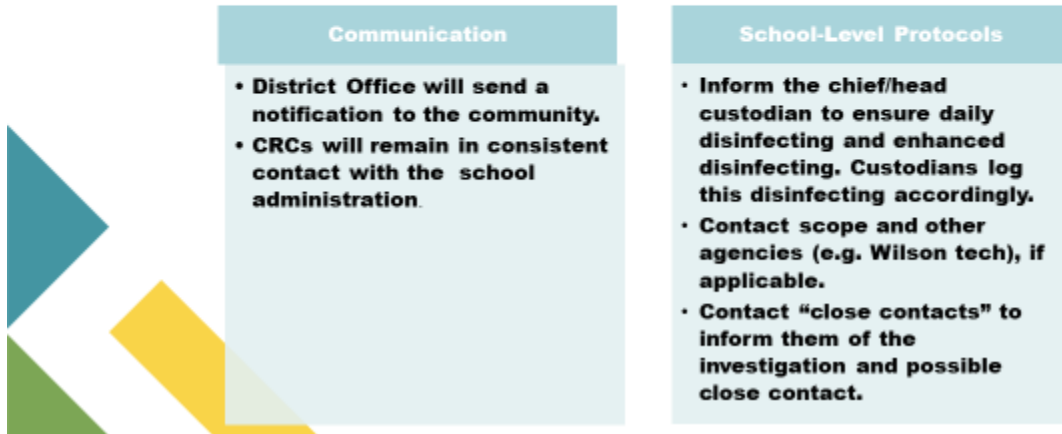 Communication
• District Office will send a
notification to the community.
• CRCs will remain in consistent
contact with the school
administration.
School-Level Protocols
• Inform the chief/head
custodian to ensure daily
disinfecting and enhanced
disinfecting. Custodians log
this disinfecting accordingly.
• Contact scope and other
agencies (e.g. Wilson tech), if
applicable.
• Contact “close contacts” to
inform them of the
investigation and possible
close contact.